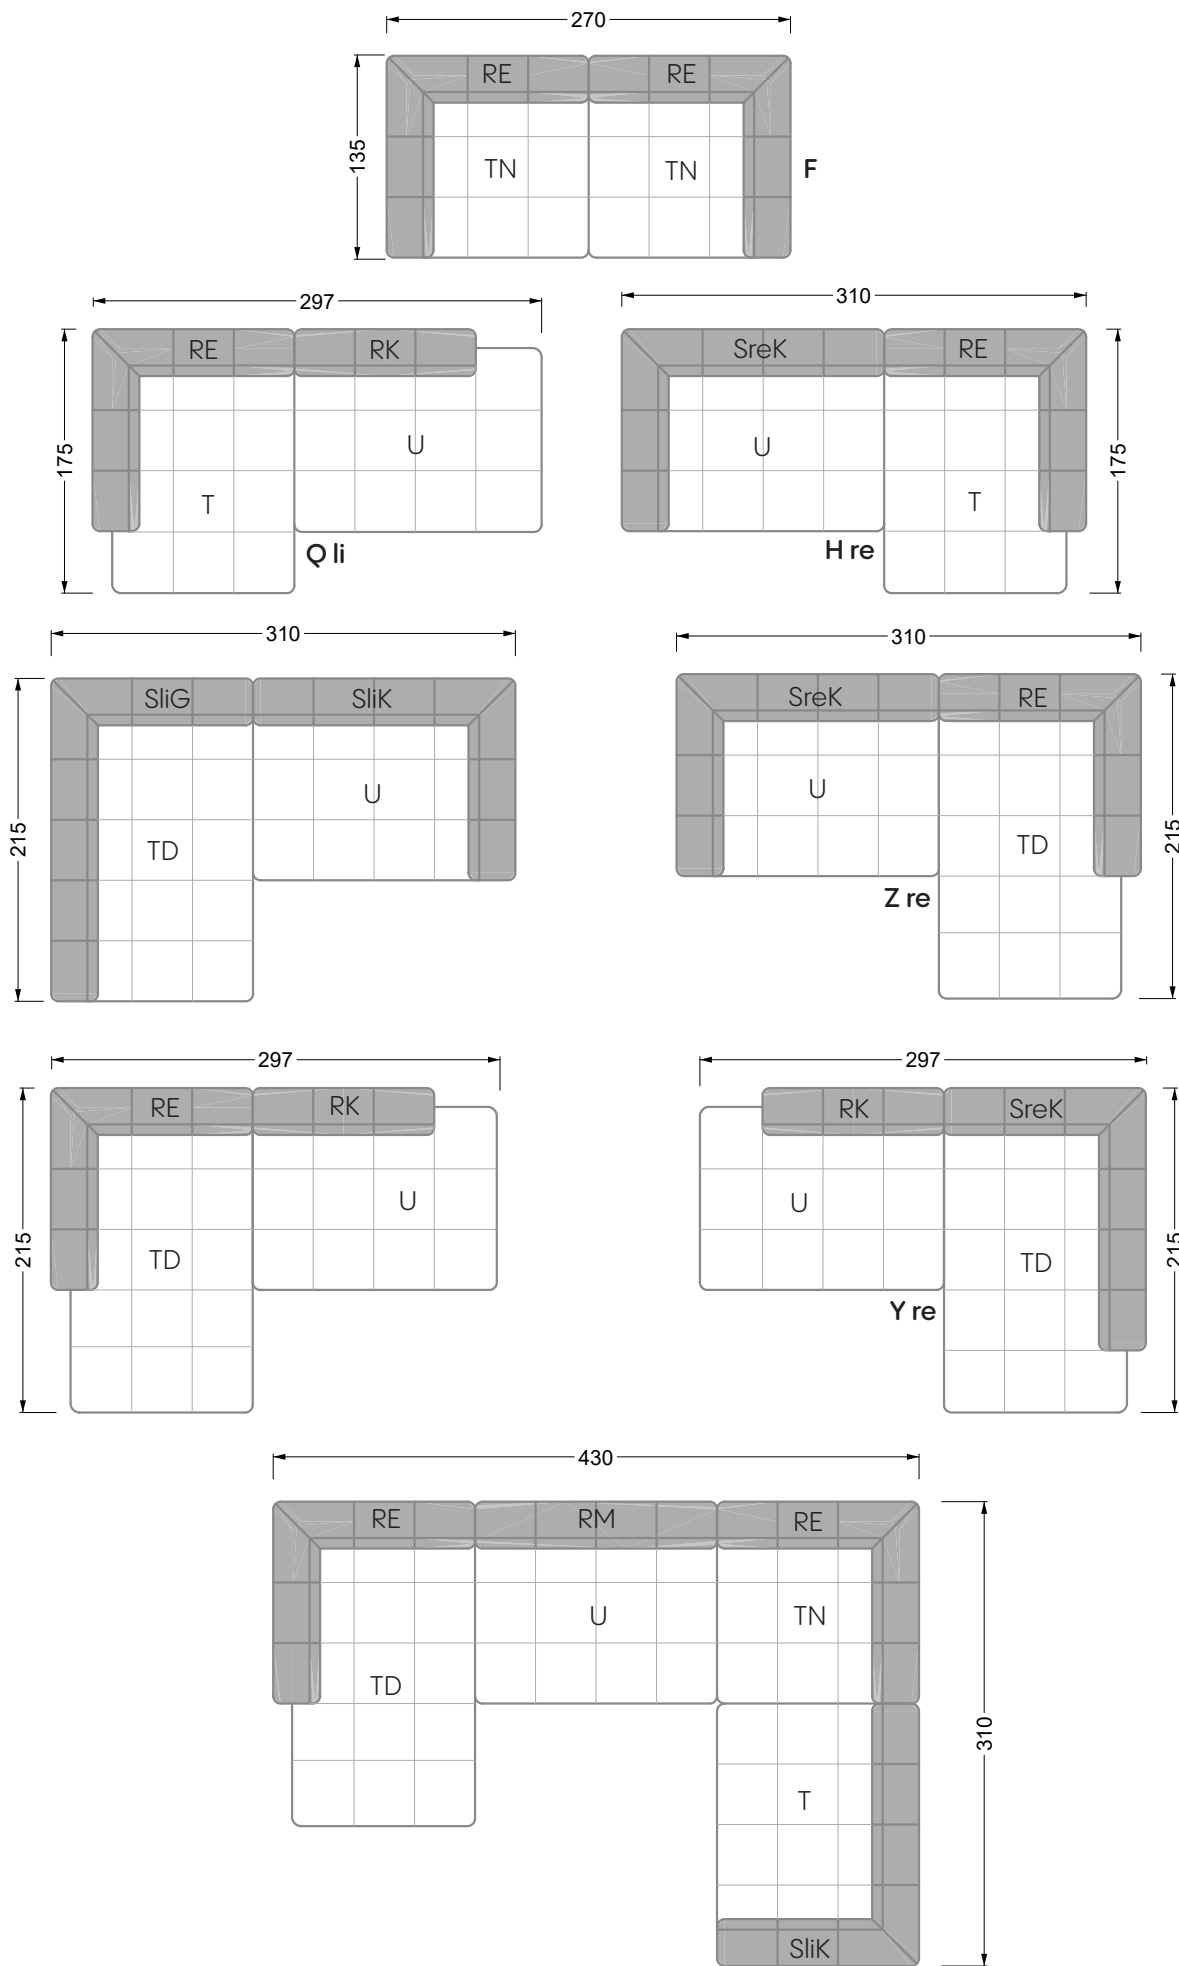 270
RE RE
135
TN TN F
297 310
RE RK SreK RE
U U
175 175
T T
Q li H re
310 310
SliG SliK SreK RE
U U
215 TD TD 215
Z re
297 297
RE RK RK SreK
U U
215 TD TD 215
Y re
430
RE RM RE
U TN
TD
310
T
SliK